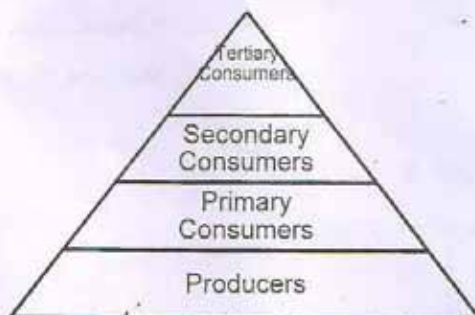 Tertiary
Consumers
Secondary
Consumers
Primary
Consumers
Producers